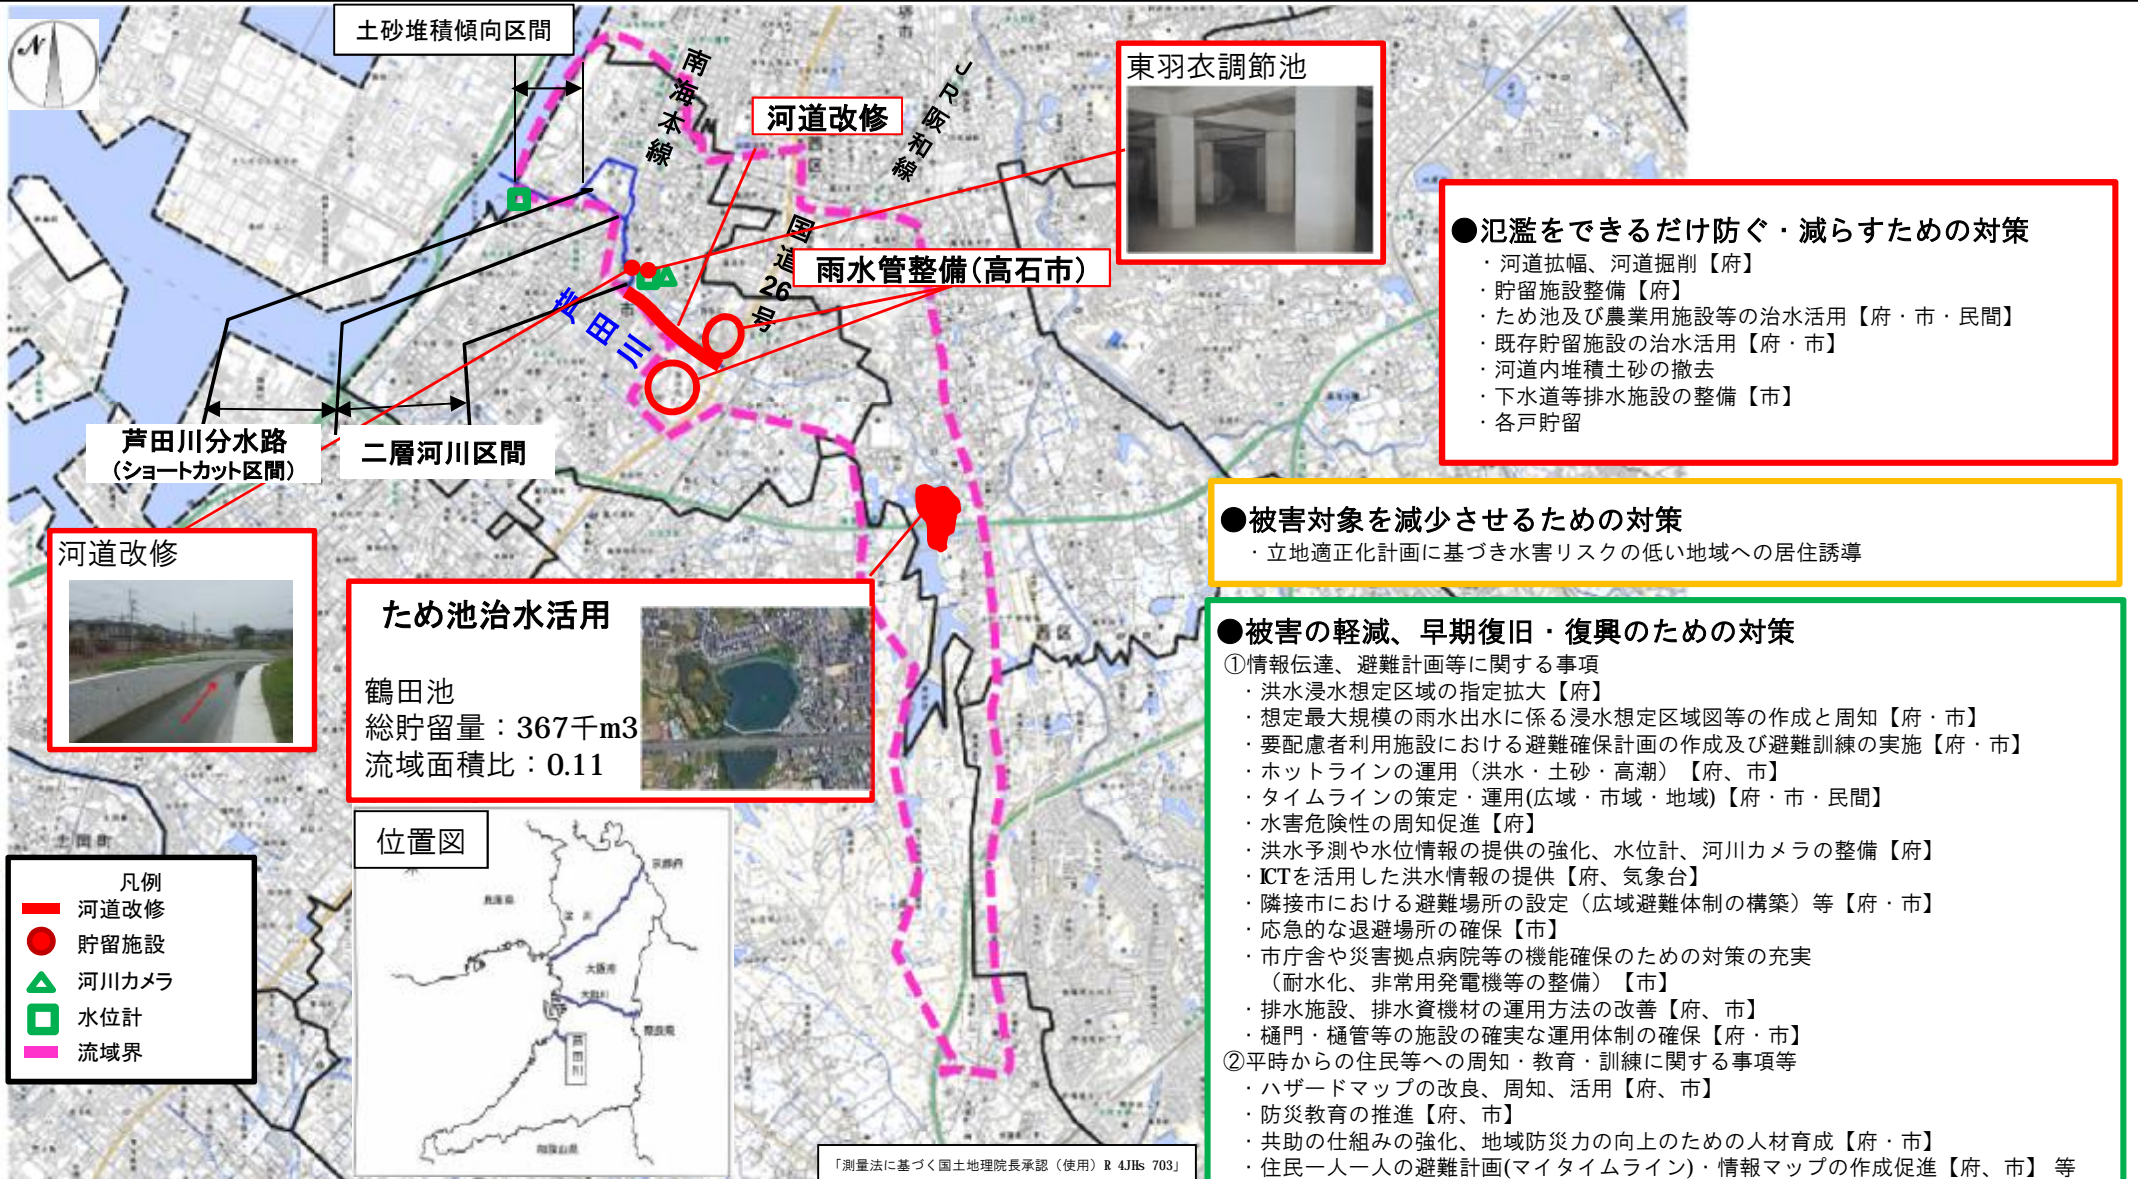 N
土砂堆積傾向区間
南海本線
JR阪和線
河道改修
東羽衣調節池
国道26号
雨水管整備(高石市)
芦田川
芦田川分水路
(ショートカット区間)
二層河川区間
河道改修
ため池治水活用
鶴田池
総貯留量：367千m3
流域面積比：0.11
位置図
京都府
兵庫県
淀川
大阪府
大和川
奈良県
芦田川
和歌山県
凡例
河道改修
貯留施設
河川カメラ
水位計
流域界
西区
西区
「測量法に基づく国土地理院長承認（使用）R 4JHs 703」
●氾濫をできるだけ防ぐ・減らすための対策
・河道拡幅、河道掘削【府】
・貯留施設整備【府】
・ため池及び農業用施設等の治水活用【府・市・民間】
・既存貯留施設の治水活用【府・市】
・河道内堆積土砂の撤去
・下水道等排水施設の整備【市】
・各戸貯留
●被害対象を減少させるための対策
・立地適正化計画に基づき水害リスクの低い地域への居住誘導
●被害の軽減、早期復旧・復興のための対策
①情報伝達、避難計画等に関する事項
・洪水浸水想定区域の指定拡大【府】
・想定最大規模の雨水出水に係る浸水想定区域図等の作成と周知【府・市】
・要配慮者利用施設における避難確保計画の作成及び避難訓練の実施【府・市】
・ホットラインの運用（洪水・土砂・高潮）【府、市】
・タイムラインの策定・運用(広域・市域・地域)【府・市・民間】
・水害危険性の周知促進【府】
・洪水予測や水位情報の提供の強化、水位計、河川カメラの整備【府】
・ICTを活用した洪水情報の提供【府、気象台】
・隣接市における避難場所の設定（広域避難体制の構築）等【府・市】
・応急的な退避場所の確保【市】
・市庁舎や災害拠点病院等の機能確保のための対策の充実
（耐水化、非常用発電機等の整備）【市】
・排水施設、排水資機材の運用方法の改善【府、市】
・樋門・樋管等の施設の確実な運用体制の確保【府・市】
②平時からの住民等への周知・教育・訓練に関する事項等
・ハザードマップの改良、周知、活用【府、市】
・防災教育の推進【府、市】
・共助の仕組みの強化、地域防災力の向上のための人材育成【府・市】
・住民一人一人の避難計画(マイタイムライン)・情報マップの作成促進【府、市】 等